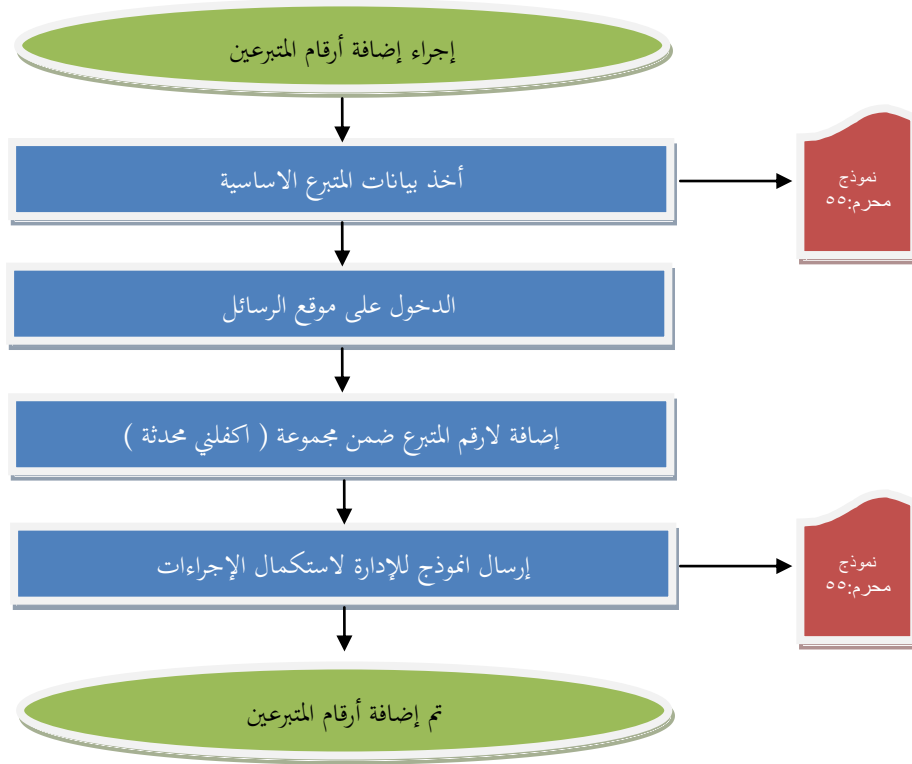 إجراء إضافة أرقام المتبرعين
أخذ بيانات المتبرع الاساسية
نموذج
محرم:٥٥
الدخول على موقع الرسائل
إضافة لارقم المتبرع ضمن مجموعة ( اكفلني محدثة )
إرسال انموذج للإدارة لاستكمال الإجراءات
نموذج
محرم:٥٥
تم إضافة أرقام المتبرعين